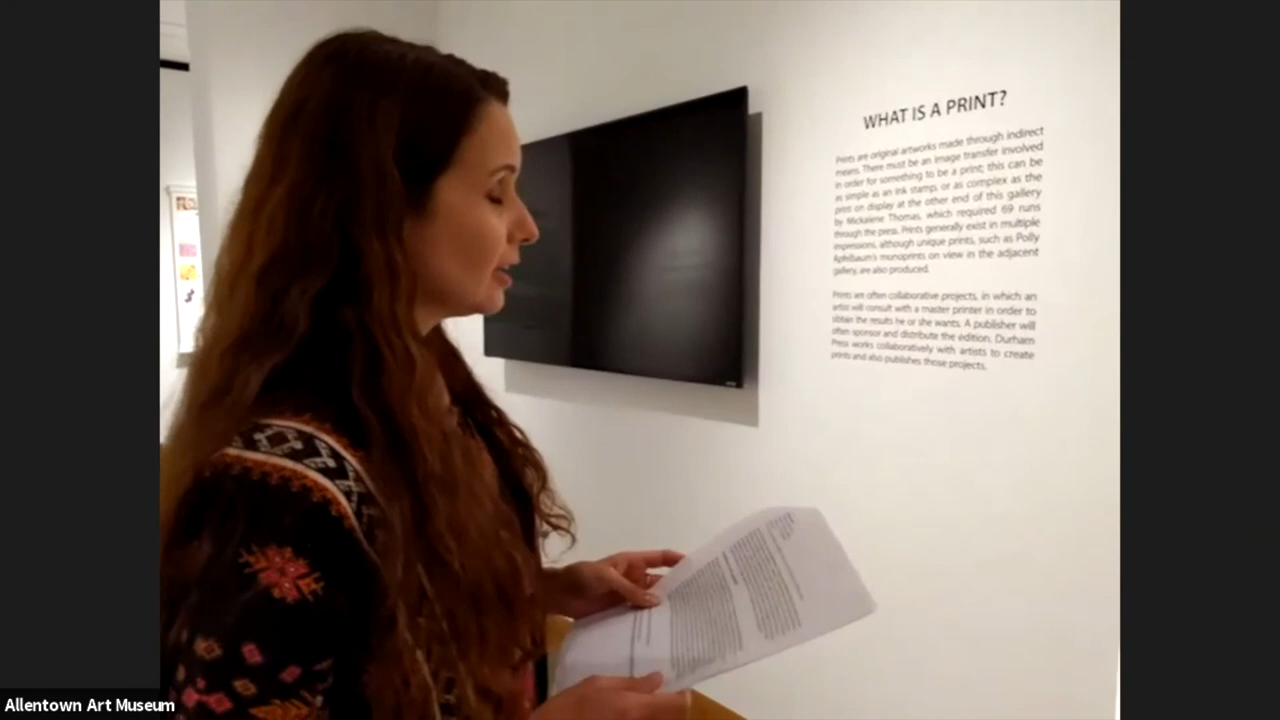 WHAT IS A PRINT?
Prints are original artworks made through indirect
means. There must be an image transfer involved
in order for something to be a print; this can be
as simple as an ink stamp, or as complex as the
print on display at the other end of this gallery
by Mickalene Thomas, which required 69 runs
through the press. Prints generally exist in multiple
expressions, although unique prints, such as Polly
Apfelbaum's monoprints on view in the adjacent
gallery, are also produced.
Prints are often collaborative projects, in which an
artist will consult with a master printer in order to
obtain the results he or she wants. A publisher will
often sponsor and distribute the edition. Durham
Press works collaboratively with artists to create
prints and also publishes those projects.
Allentown Art Museum